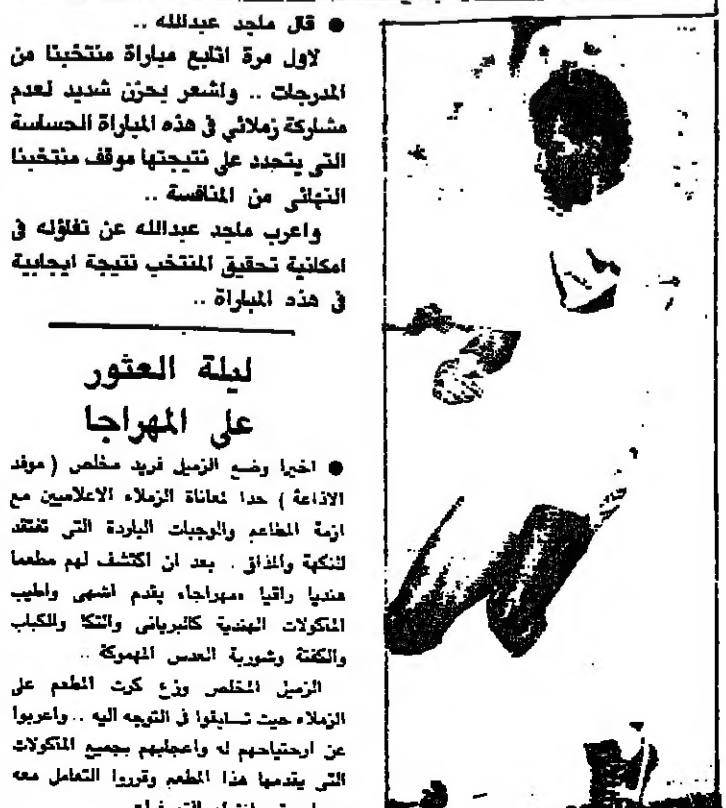 ● قال ماجد عبدالله ..
لاول مرة اتابع مباراة منتخبنا من
المدرجات .. واشعر بحزن شديد لعدم
مشاركة زملائي في هذه المباراة الحساسة
التي يتحدد على نتيجتها موقف منتخبنا
النهائي من المنافسة ..
واعرب ماجد عبدالله عن تفاؤله في
امكانية تحقيق المنتخب نتيجة ايجابية
في هذه المباراة ..
ليلة العثور
على المهراجا
● اخيرا وضع الزميل فريد مخلص ( موفد
الاذاعة ) حدا لمعاناة الزملاء الاعلاميين مع
ازمة المطاعم والوجبات الباردة التي تفتقد
للنكهة والمذاق . بعد ان اكتشف لهم مطعما
هنديا راقيا «مهراجا» يقدم اشهى واطيب
المأكولات الهندية كالبرياني والتكا والكباب
والكفتة وشوربة العدس المهموكة ..
الزميل المخلص وزع كرت المطعم على
الزملاء حيث تسابقوا في التوجه اليه .. واعربوا
عن ارتياحهم له واعجابهم بجميع المأكولات
التي يقدمها هذا المطعم وقرروا التعامل معه